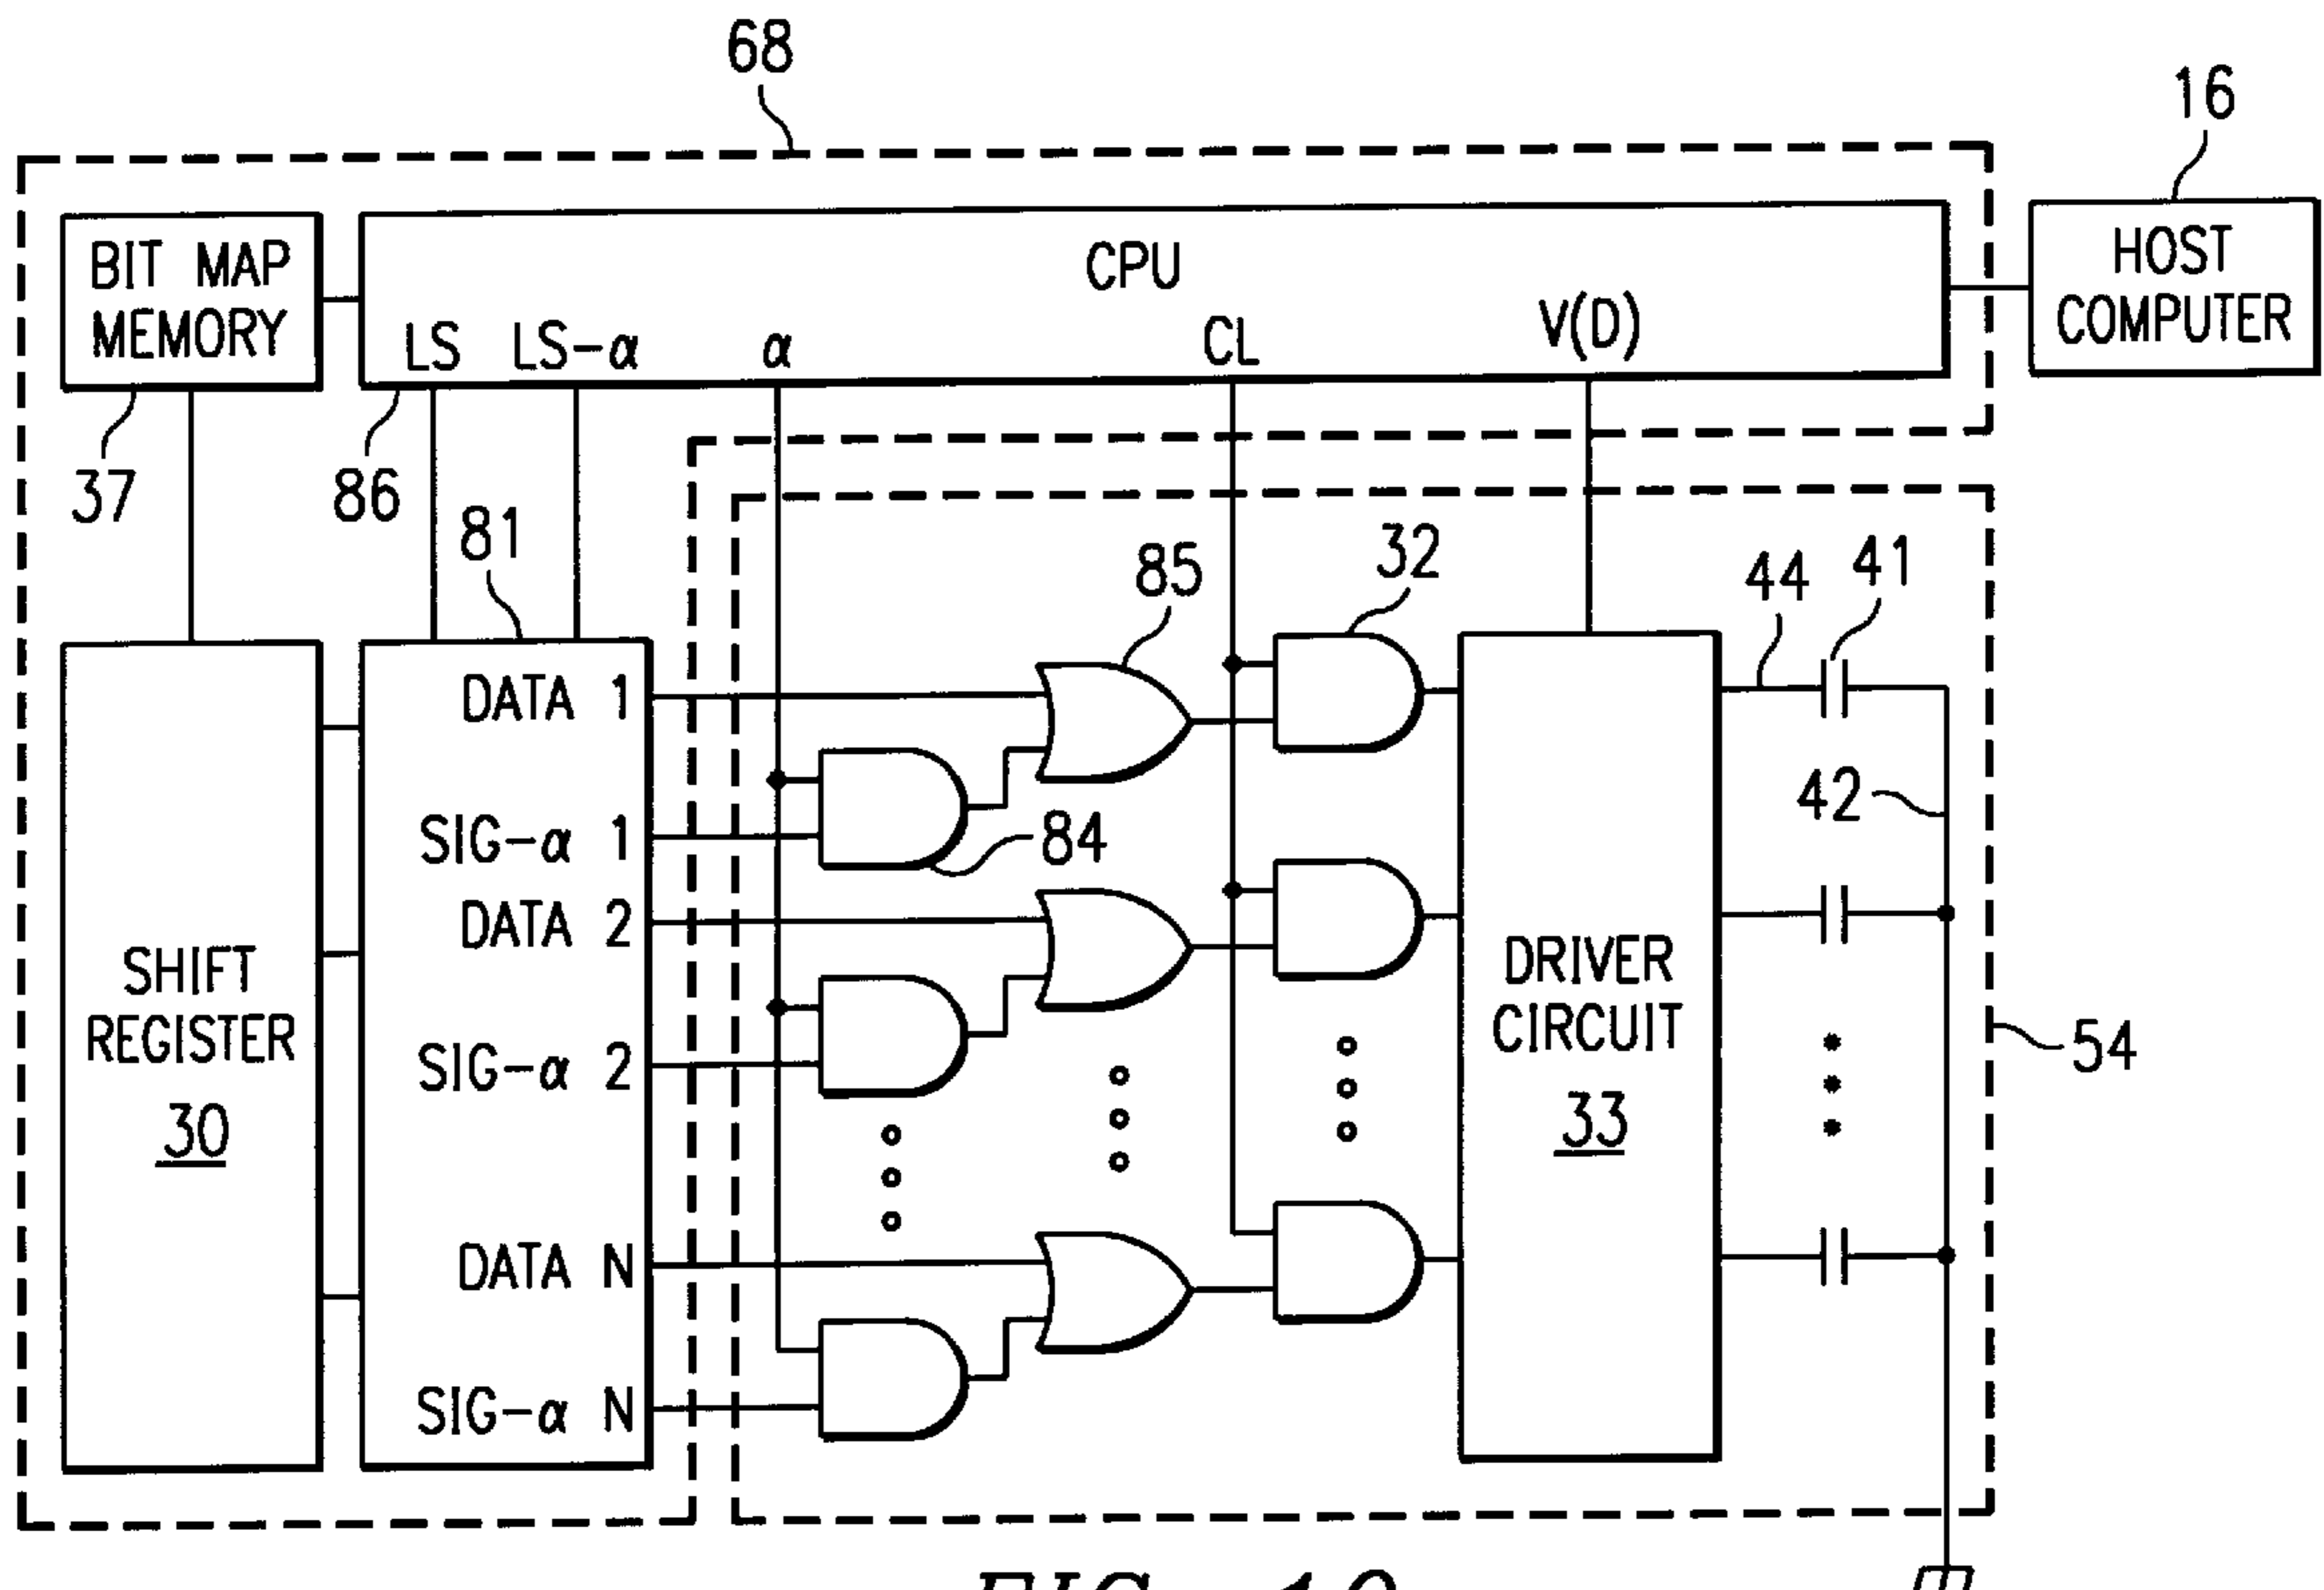 68
16
BIT MAP
MEMORY
CPU
HOST
COMPUTER
LS
LS-α
α
CL
V(D)
37
86
81
85
32
44
41
DATA 1
SIG-α 1
84
42
DATA 2
SIG-α 2
SHIFT
REGISTER
30
DRIVER
CIRCUIT
33
54
DATA N
SIG-α N